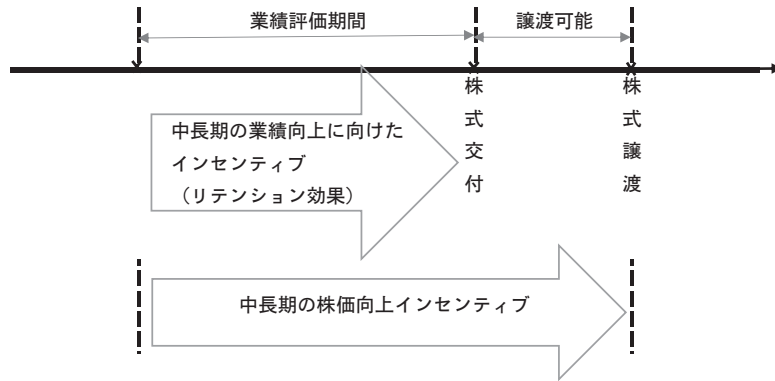 業績評価期間
譲渡可能
株式交付
株式譲渡
中長期の業績向上に向けた
インセンティブ
（リテンション効果）
中長期の株価向上インセンティブ